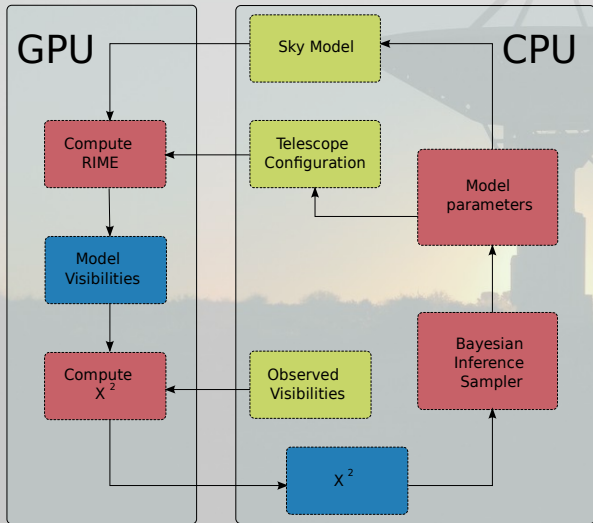 GPU
CPU
Sky Model
Compute
RIME
Telescope
Configuration
Model
parameters
Model
Visibilities
Compute
X ²
Observed
Visibilities
Bayesian
Inference
Sampler
X ²